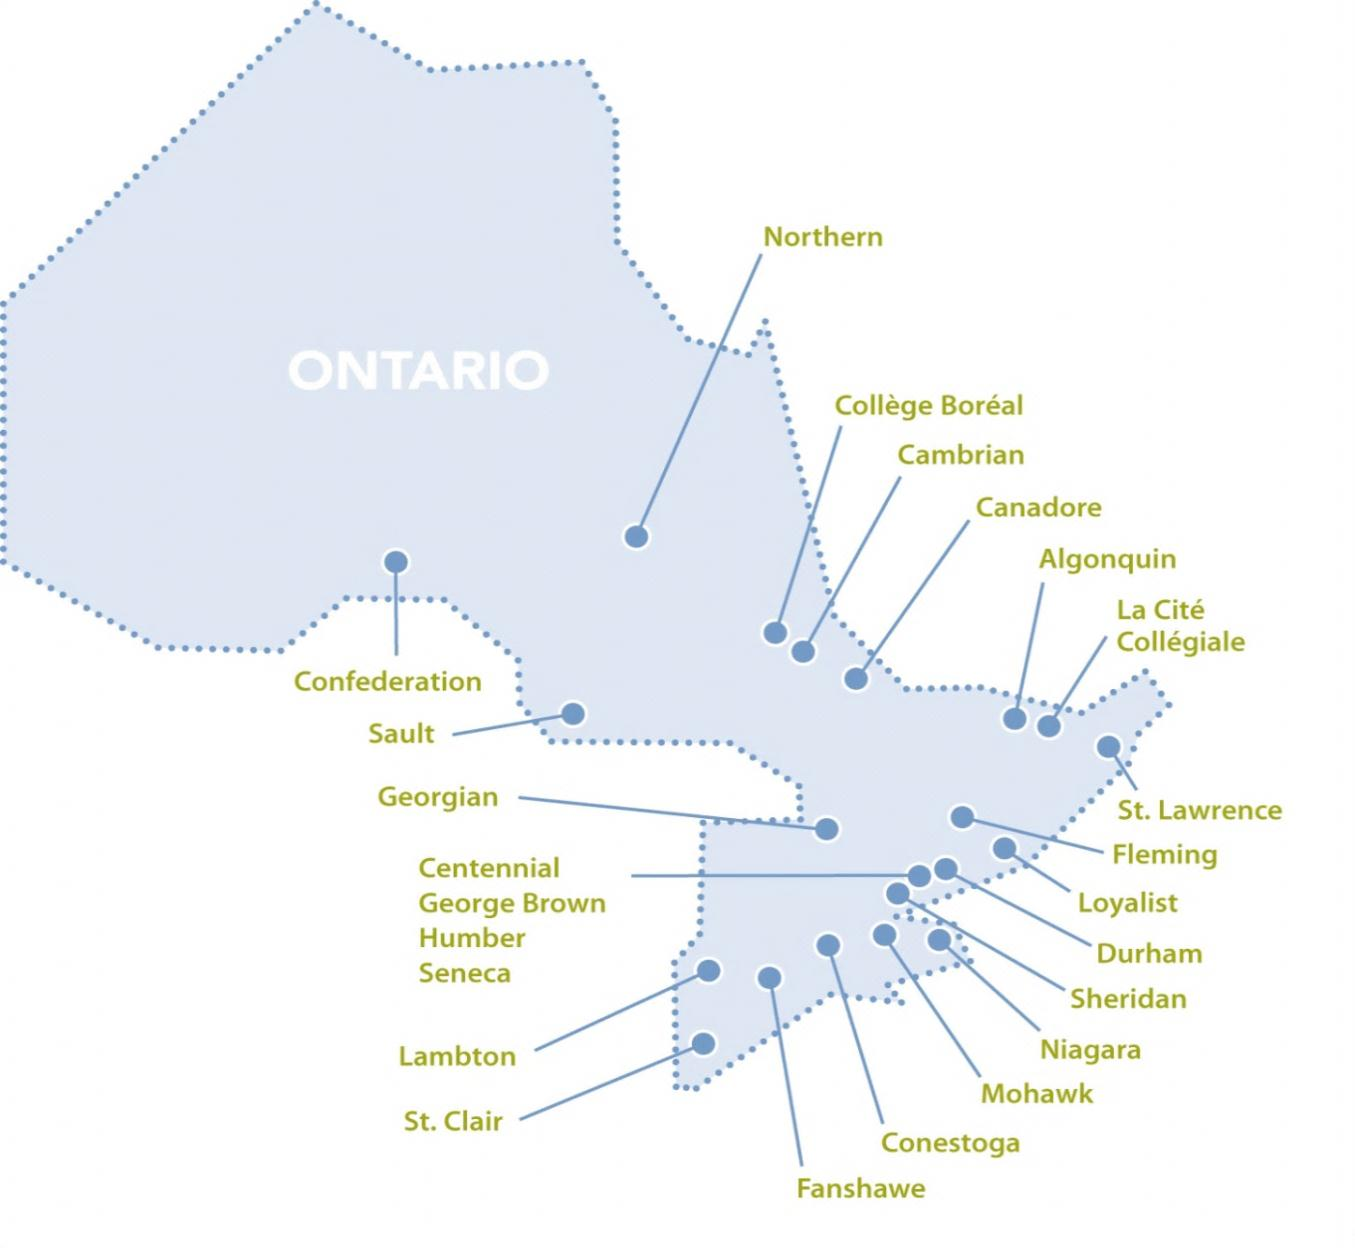 Northern
ONTARIO
Collège Boréal
Cambrian
Canadore
Algonquin
La Cité
Collégiale
Confederation
Sault
Georgian
St. Lawrence
Fleming
Centennial
George Brown
Humber
Seneca
Loyalist
Durham
Sheridan
Niagara
Lambton
Mohawk
St. Clair
Conestoga
Fanshawe